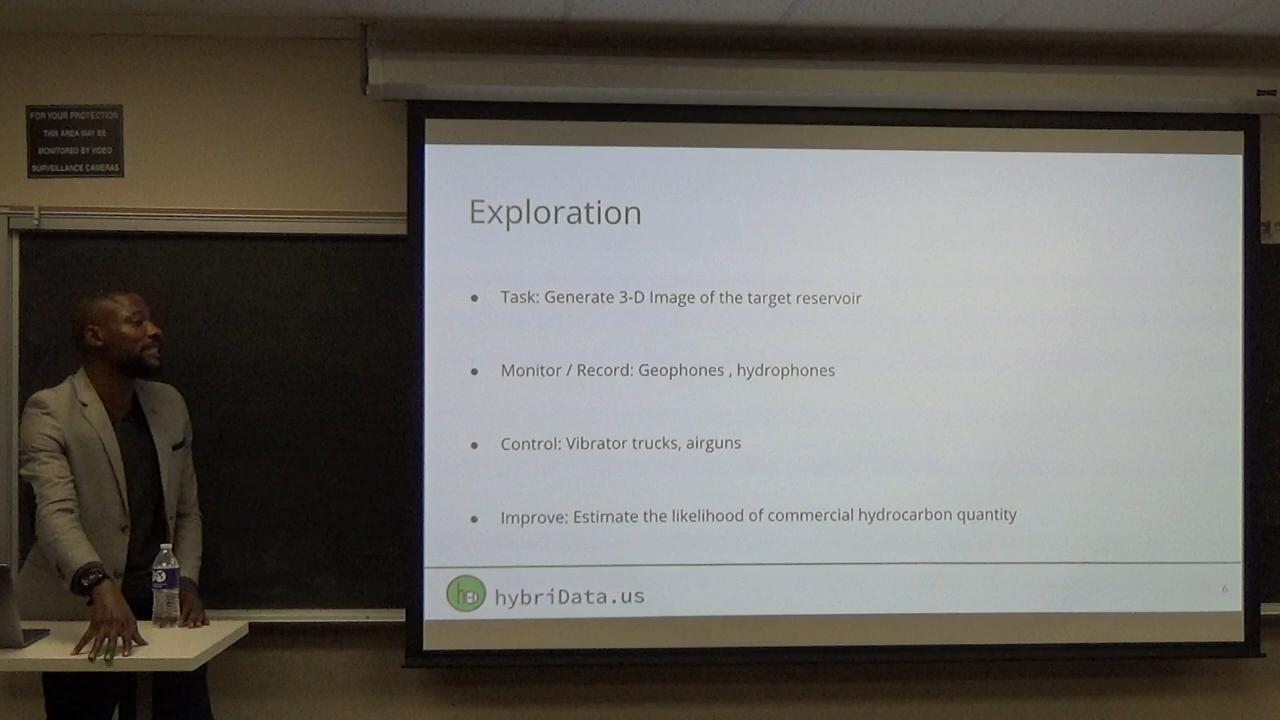 FOR YOUR PROTECTION
THIS AREA MAY BE
MONITORED BY VIDEO
SURVEILLANCE CAMERAS
Exploration
• Task: Generate 3-D Image of the target reservoir
• Monitor / Record: Geophones , hydrophones
• Control: Vibrator trucks, airguns
• Improve: Estimate the likelihood of commercial hydrocarbon quantity
hybriData.us
6